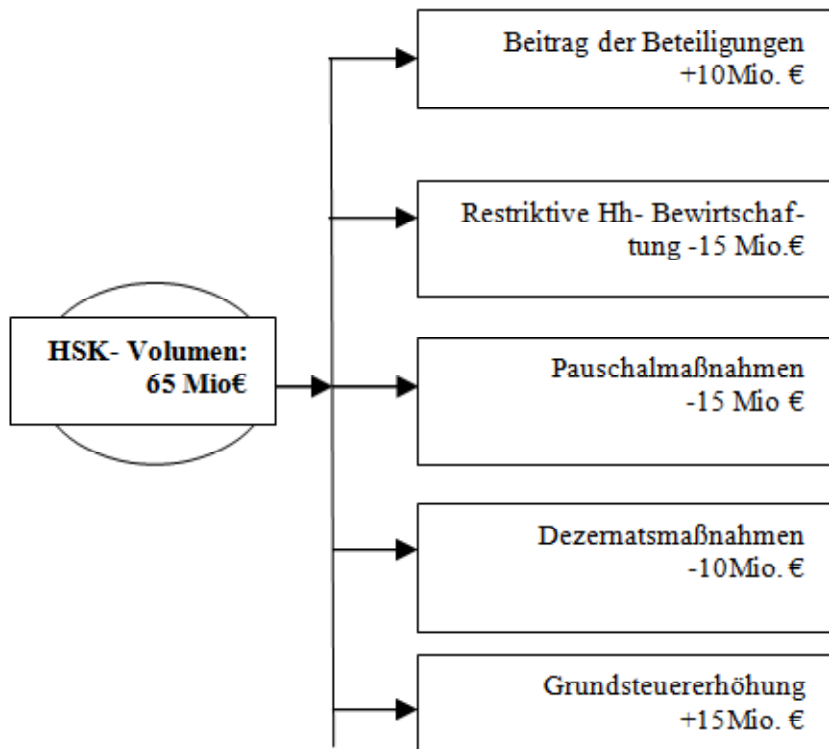 Beitrag der Beteiligungen
+10Mio. €
Restriktive Hh- Bewirtschaf-
tung -15 Mio.€
HSK- Volumen:
65 Mio€
Pauschalmaßnahmen
-15 Mio €
Dezernatsmaßnahmen
-10Mio. €
Grundsteuererhöhung
+15Mio. €